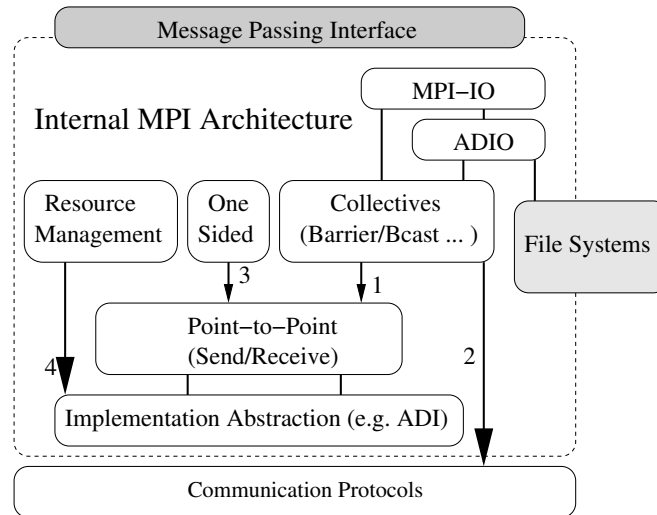 Message Passing Interface
MPI−IO
Internal MPI Architecture
ADIO
Resource
Management
One
Sided
Collectives
(Barrier/Bcast ... )
File Systems
3
1
Point−to−Point
(Send/Receive)
2
4
Implementation Abstraction (e.g. ADI)
Communication Protocols